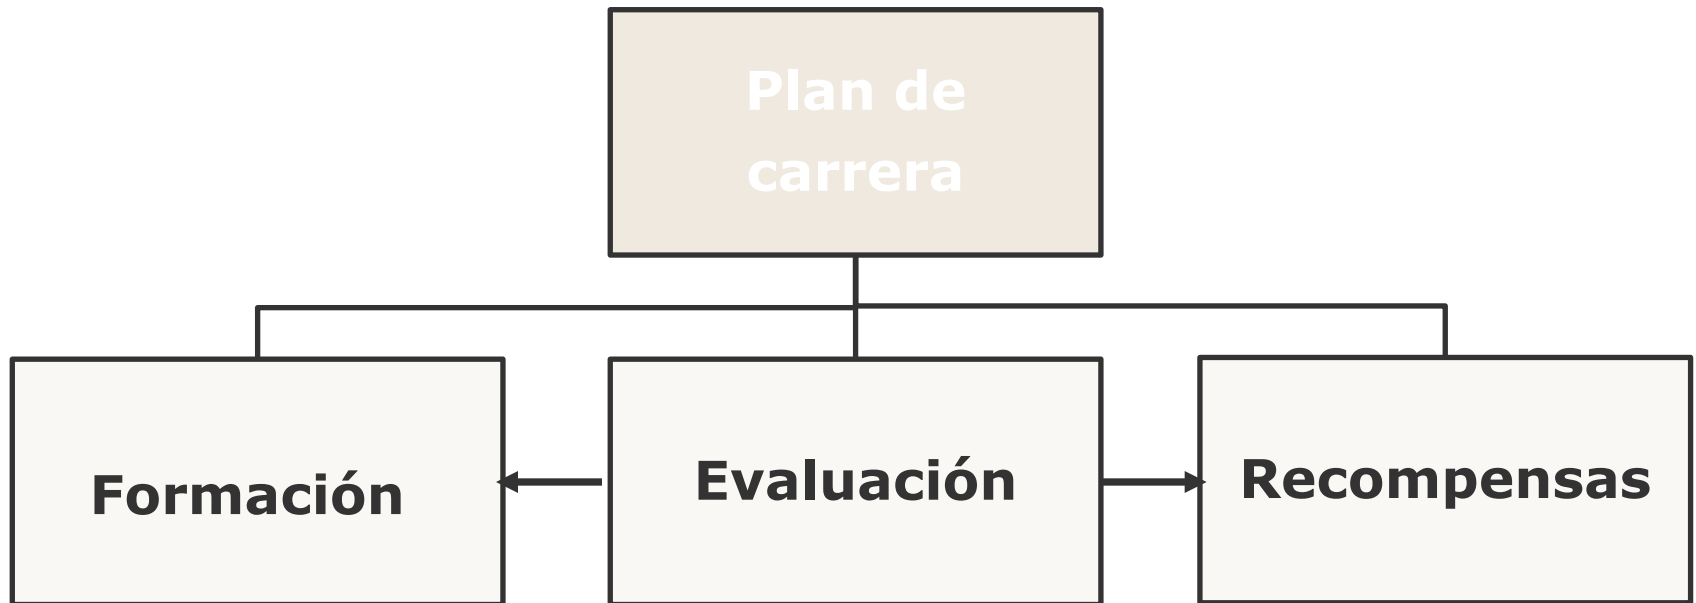 Plan de
carrera
Formación
Evaluación
Recompensas